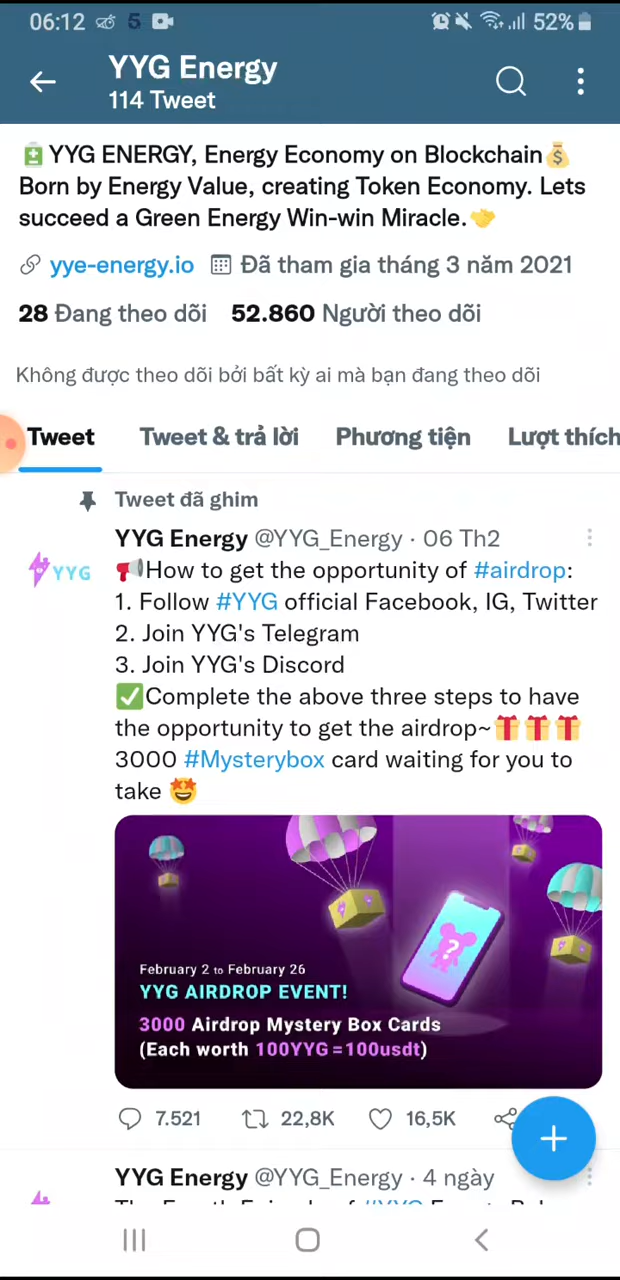 06:12 5 52%
YYG Energy
114 Tweet
YYG ENERGY, Energy Economy on Blockchain
Born by Energy Value, creating Token Economy. Lets
succeed a Green Energy Win-win Miracle.
yye-energy.io Đã tham gia tháng 3 năm 2021
28 Đang theo dõi 52.860 Người theo dõi
Không được theo dõi bởi bất kỳ ai mà bạn đang theo dõi
Tweet Tweet & trả lời Phương tiện Lượt thích
Tweet đã ghim
YYG Energy @YYG_Energy · 06 Th2
YYG
How to get the opportunity of #airdrop:
1. Follow #YYG official Facebook, IG, Twitter
2. Join YYG's Telegram
3. Join YYG's Discord
Complete the above three steps to have
the opportunity to get the airdrop~
3000 #Mysterybox card waiting for you to
take
February 2 to February 26
YYG AIRDROP EVENT!
3000 Airdrop Mystery Box Cards
(Each worth 100YYG=100usdt)
7.521 22,8K 16,5K
YYG Energy @YYG_Energy · 4 ngày